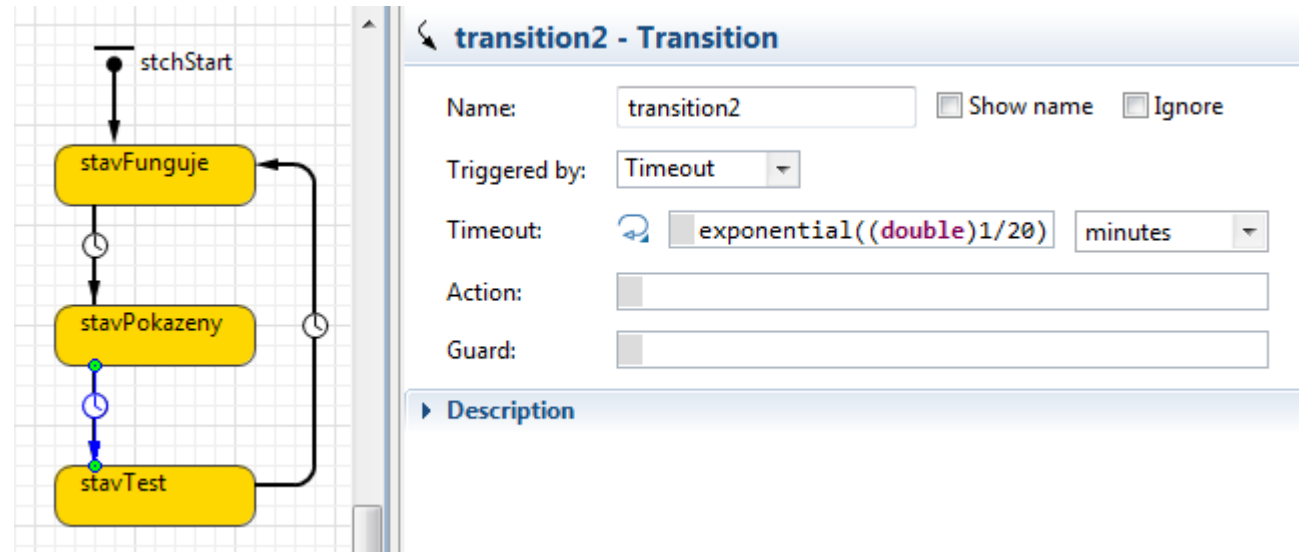 stchStart
stavFunguje
stavPokazeny
stavTest
transition2 - Transition
Name: transition2 Show name Ignore
Triggered by: Timeout
Timeout: exponential((double)1/20) minutes
Action:
Guard:
Description